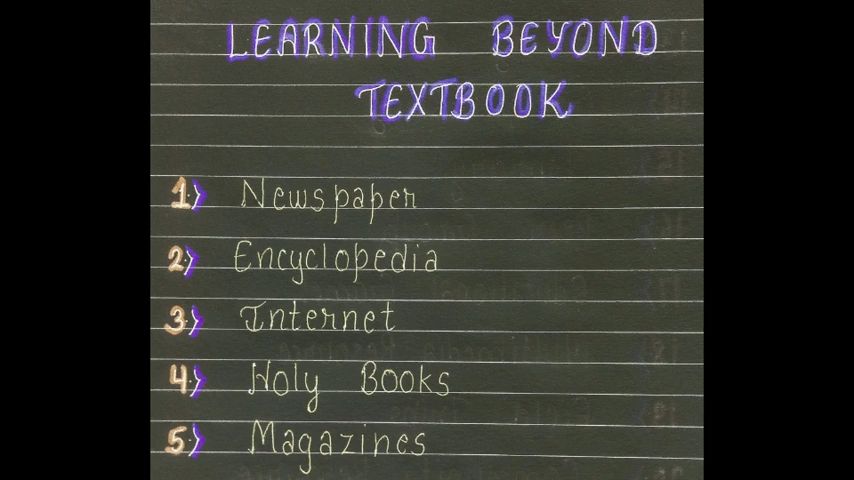 LEARNING BEYOND
TEXTBOOK
1) Newspaper
2) Encyclopedia
3) Internet
4) Holy Books
5) Magazines